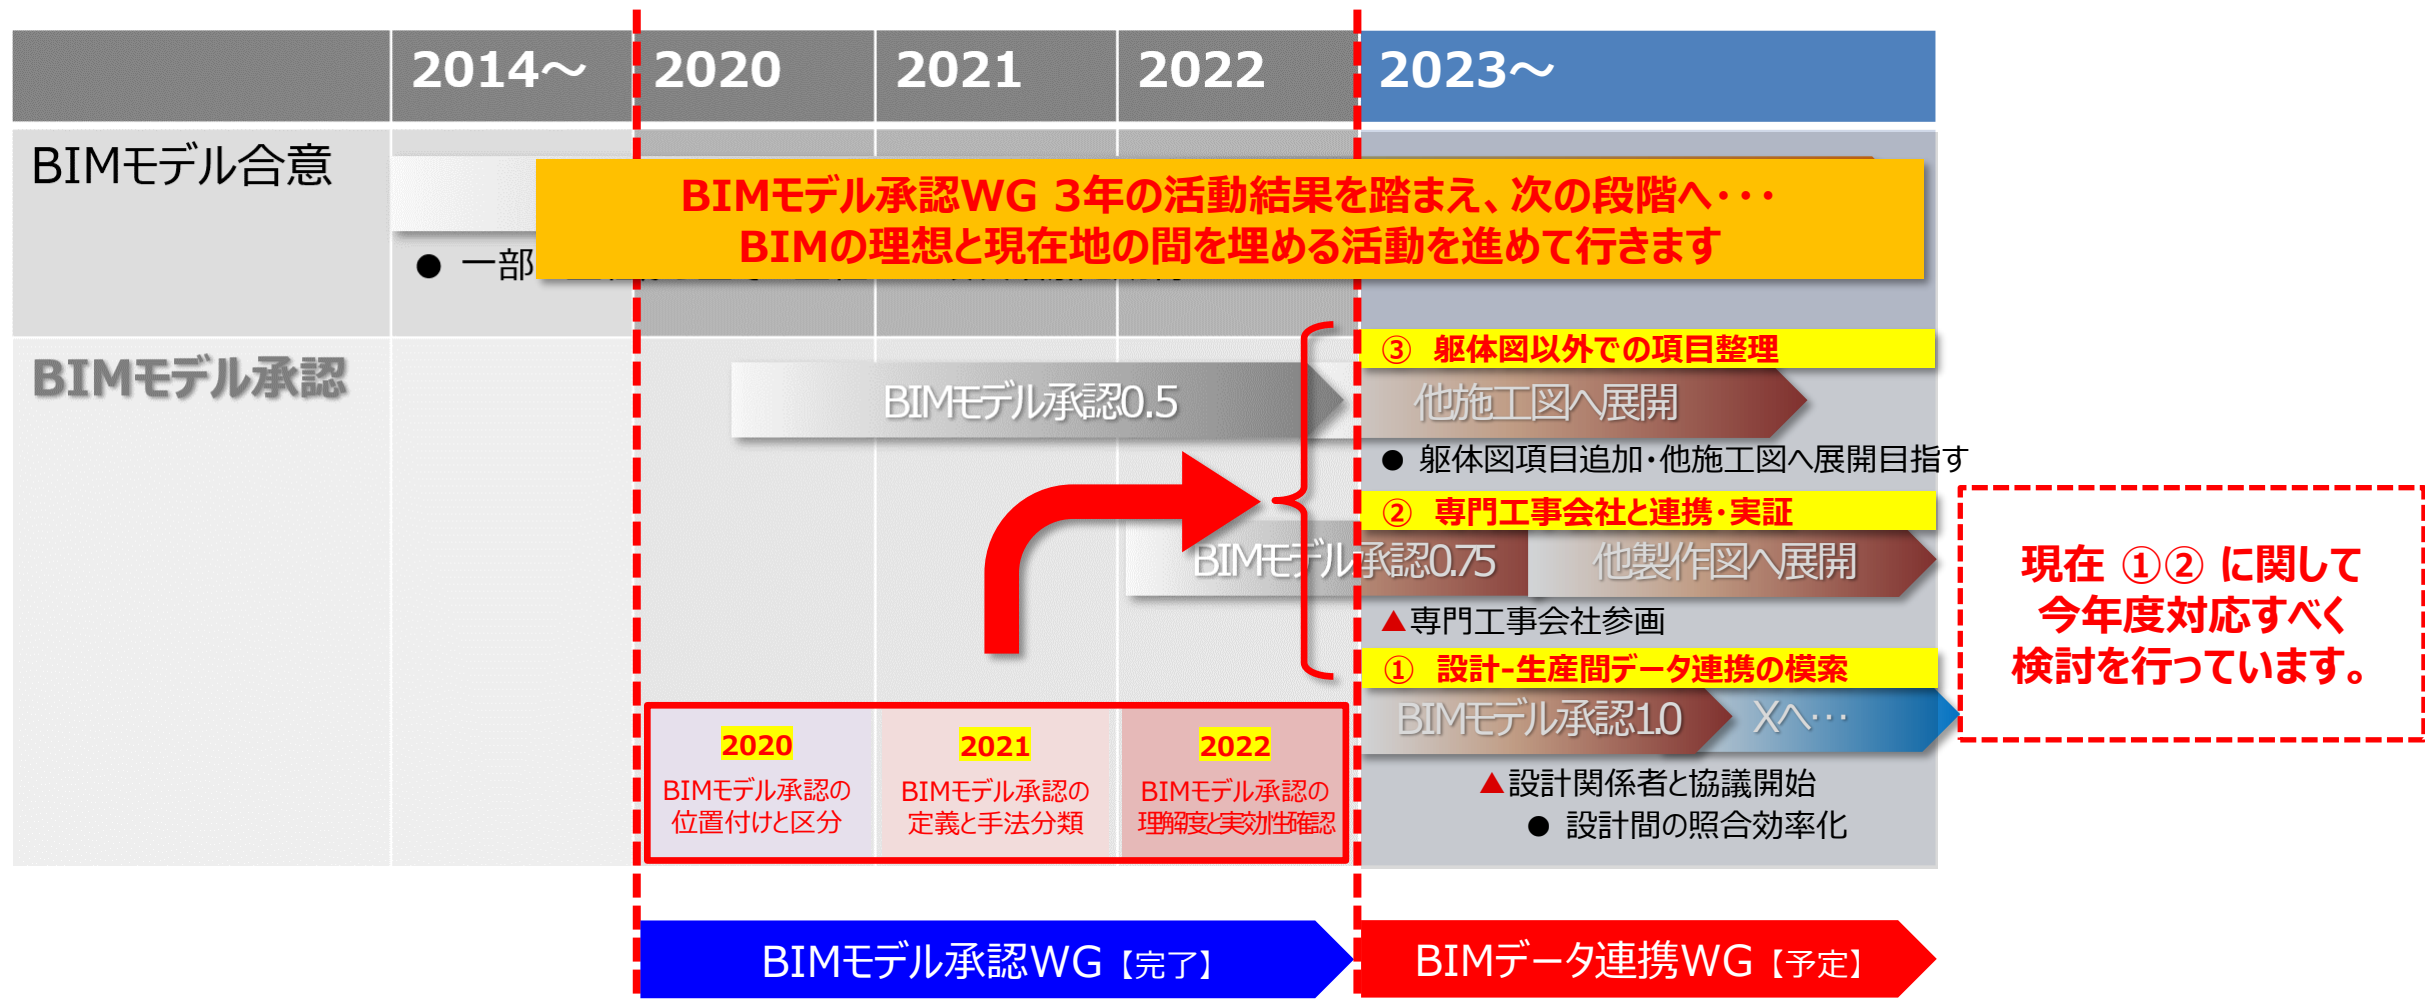 2014～ 2020 2021 2022 2023～
BIMモデル合意
BIMモデル承認WG 3年の活動結果を踏まえ、次の段階へ・・・
BIMの理想と現在地の間を埋める活動を進めて行きます
● 一部
BIMモデル承認
③ 躯体図以外での項目整理
BIMモデル承認0.5
他施工図へ展開
● 躯体図項目追加・他施工図へ展開目指す
② 専門工事会社と連携・実証
BIMモデル承認0.75
他製作図へ展開
▲専門工事会社参画
① 設計-生産間データ連携の模索
BIMモデル承認1.0
Xへ…
▲設計関係者と協議開始
● 設計間の照合効率化
現在 ①② に関して
今年度対応すべく
検討を行っています。
2020
BIMモデル承認の
位置付けと区分
2021
BIMモデル承認の
定義と手法分類
2022
BIMモデル承認の
理解度と実効性確認
BIMモデル承認WG【完了】
BIMデータ連携WG【予定】